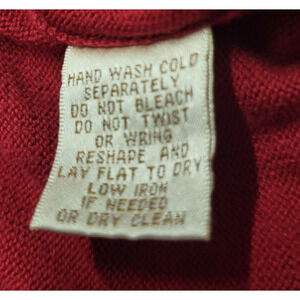 HAND WASH COLD
SEPARATELY
DO NOT BLEACH
DO NOT TWIST
OR WRING
RESHAPE AND
LAY FLAT TO DRY
LOW IRON
IF NEEDED
OR DRY CLEAN